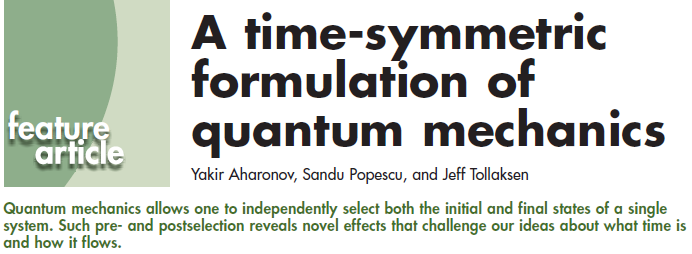 feature
article
A time-symmetric
formulation of
quantum mechanics
Yakir Aharonov, Sandu Popescu, and Jeff Tollaksen
Quantum mechanics allows one to independently select both the initial and final states of a single
system. Such pre- and postselection reveals novel effects that challenge our ideas about what time is
and how it flows.